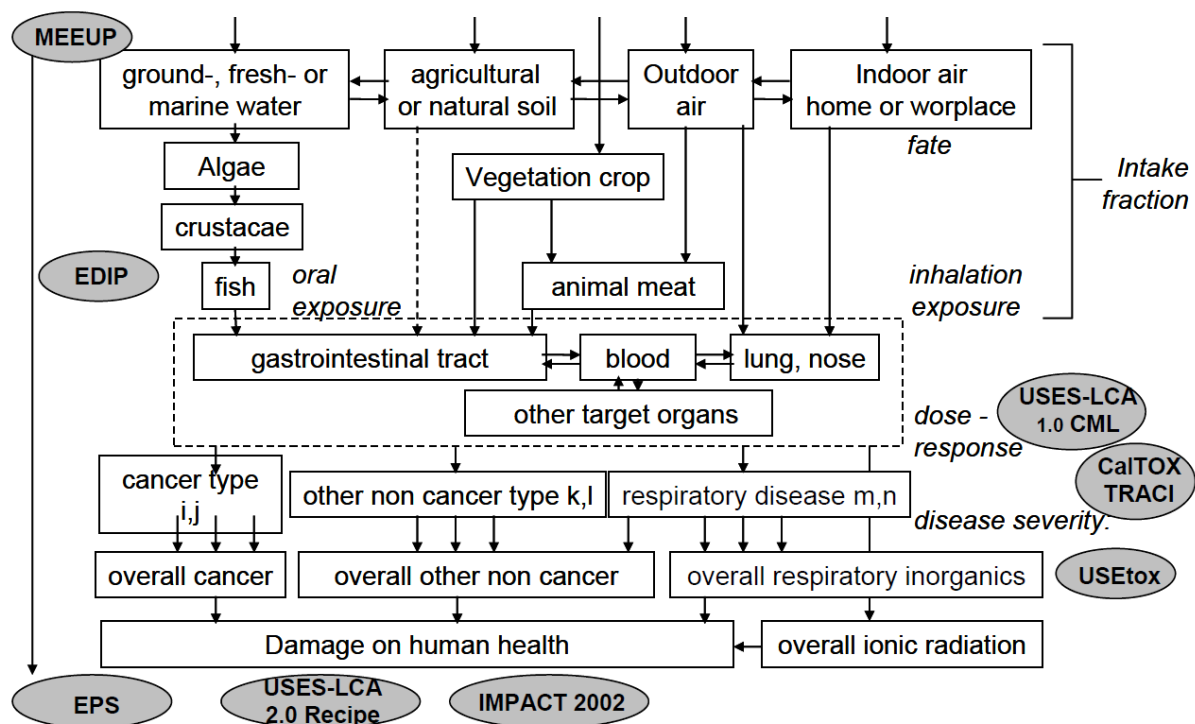 MEEUP
ground-, fresh- or
marine water
agricultural
or natural soil
Outdoor
air
Indoor air
home or worplace
fate
Algae
Vegetation crop
Intake
fraction
crustacae
EDIP
fish
oral
exposure
animal meat
inhalation
exposure
gastrointestinal tract
blood
lung, nose
other target organs
dose -
response
USES-LCA
1.0 CML
CalTOX
TRACI
cancer type
i,j
other non cancer type k,l
respiratory disease m,n
disease severity.
overall cancer
overall other non cancer
overall respiratory inorganics
USEtox
Damage on human health
overall ionic radiation
EPS
USES-LCA
2.0 Recipe
IMPACT 2002